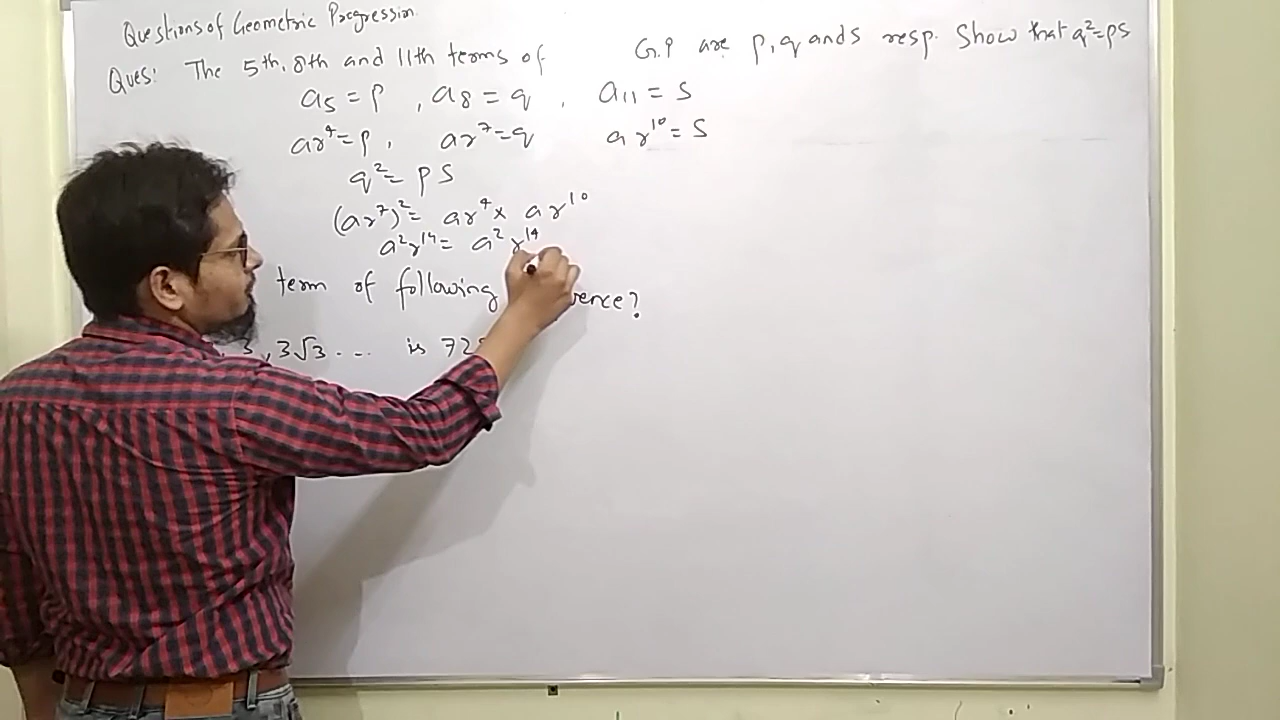 Questions of Geometric Progression.
Ques: The 5th, 8th and 11th terms of G.P are p, q and s resp. Show that q²=ps
a₅ = p , a₈ = q , a₁₁ = s
ar⁴=p, ar⁷=q ar¹⁰=s
q²= ps
(ar⁷)²= ar⁴× ar¹⁰
a²r¹⁴= a²r¹⁴
term of following
3, 3√3 ... is